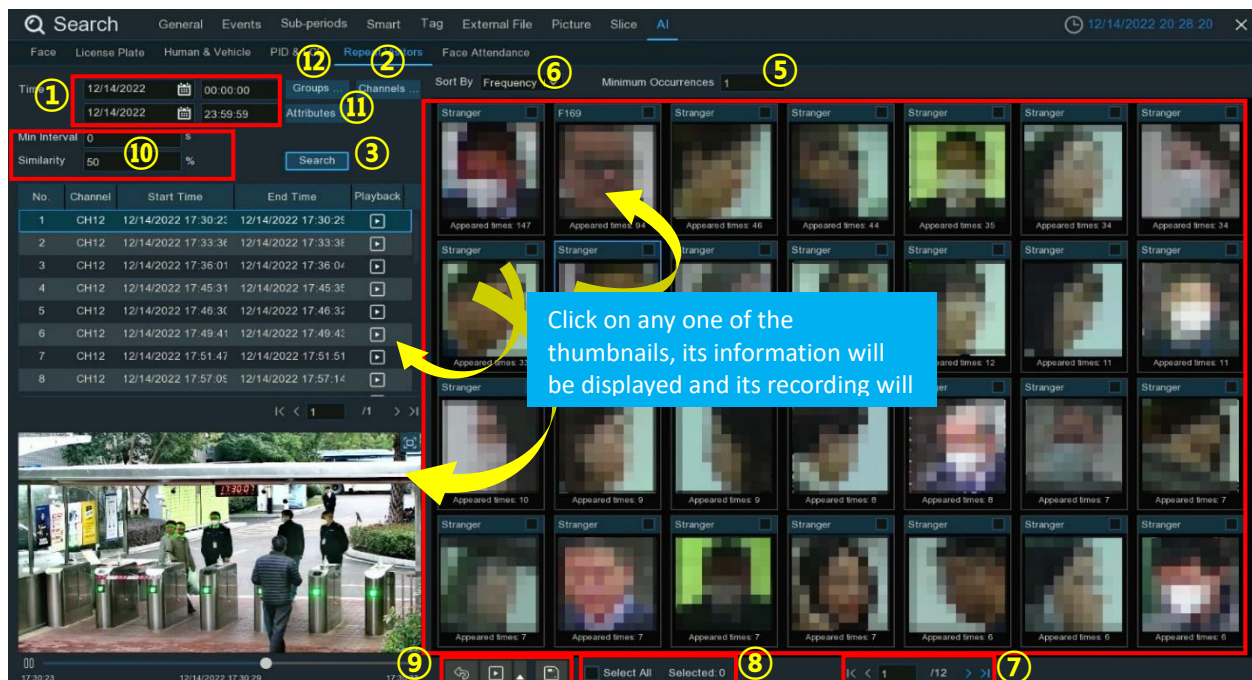 Search General Events Sub-periods Smart Tag External File Picture Slice AI 12/14/2022 20:28:20
Face License Plate Human & Vehicle PID & ⑫ Repeat ② Visitors Face Attendance
Time ① 12/14/2022 00:00:00 Groups ... Channels ...
12/14/2022 23:59:59 Attributes ⑪
Sort By Frequency ⑥ Minimum Occurrences 1 ⑤
Min Interval 0 s
Similarity 50 ⑩ % Search ③
No. Channel Start Time End Time Playback
1 CH12 12/14/2022 17:30:23 12/14/2022 17:30:29
2 CH12 12/14/2022 17:33:36 12/14/2022 17:33:38
3 CH12 12/14/2022 17:36:01 12/14/2022 17:36:04
4 CH12 12/14/2022 17:45:31 12/14/2022 17:45:35
5 CH12 12/14/2022 17:46:30 12/14/2022 17:46:32
6 CH12 12/14/2022 17:49:41 12/14/2022 17:49:43
7 CH12 12/14/2022 17:51:47 12/14/2022 17:51:51
8 CH12 12/14/2022 17:57:09 12/14/2022 17:57:14
1 /1
Stranger F169 Stranger Stranger Stranger Stranger Stranger
Appeared times: 147 Appeared times: 94 Appeared times: 46 Appeared times: 44 Appeared times: 35 Appeared times: 34 Appeared times: 34
Stranger Stranger Stranger Stranger Stranger Stranger Stranger
Click on any one of the
thumbnails, its information will
be displayed and its recording will
Appeared times: 33 times: 12 Appeared times: 11 Appeared times: 11
Stranger Stranger Stranger Stranger
Appeared times: 10 Appeared times: 9 Appeared times: 9 Appeared times: 8 Appeared times: 8 Appeared times: 7 Appeared times: 7
Stranger Stranger Stranger Stranger Stranger Stranger Stranger
Appeared times: 7 Appeared times: 7 Appeared times: 7 Appeared times: 7 Appeared times: 6 Appeared times: 6 Appeared times: 6
17:30:23 12/14/2022 17:30:29
⑨ Select All Selected: 0 ⑧ 1 /12 ⑦